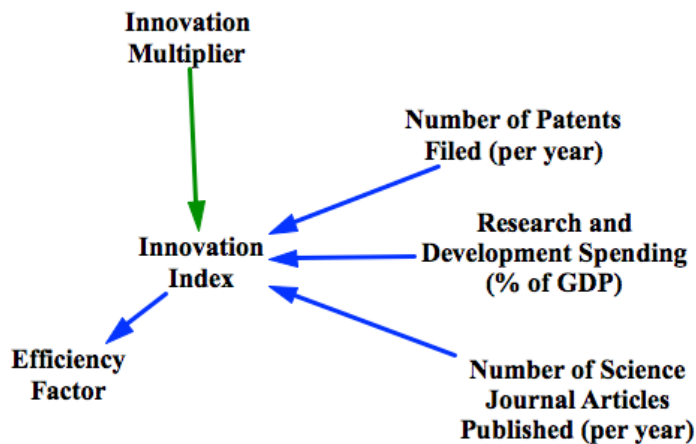 Innovation
Multiplier
Number of Patents
Filed (per year)
Research and
Development Spending
(% of GDP)
Innovation
Index
Efficiency
Factor
Number of Science
Journal Articles
Published (per year)